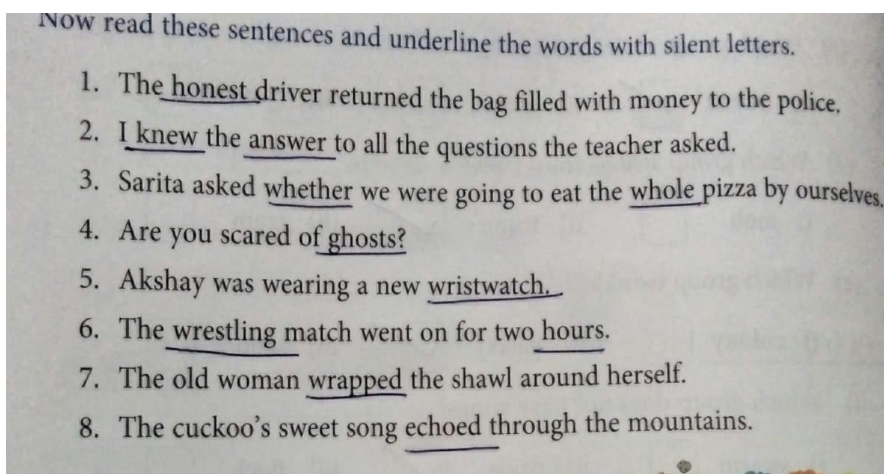 Now read these sentences and underline the words with silent letters.
1. The honest driver returned the bag filled with money to the police.
2. I knew the answer to all the questions the teacher asked.
3. Sarita asked whether we were going to eat the whole pizza by ourselves.
4. Are you scared of ghosts?
5. Akshay was wearing a new wristwatch.
6. The wrestling match went on for two hours.
7. The old woman wrapped the shawl around herself.
8. The cuckoo's sweet song echoed through the mountains.